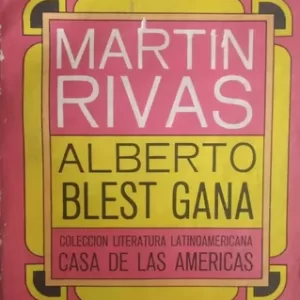 MARTIN
RIVAS
ALBERTO
BLEST GANA
COLECCION LITERATURA LATINOAMERICANA
CASA DE LAS AMERICAS